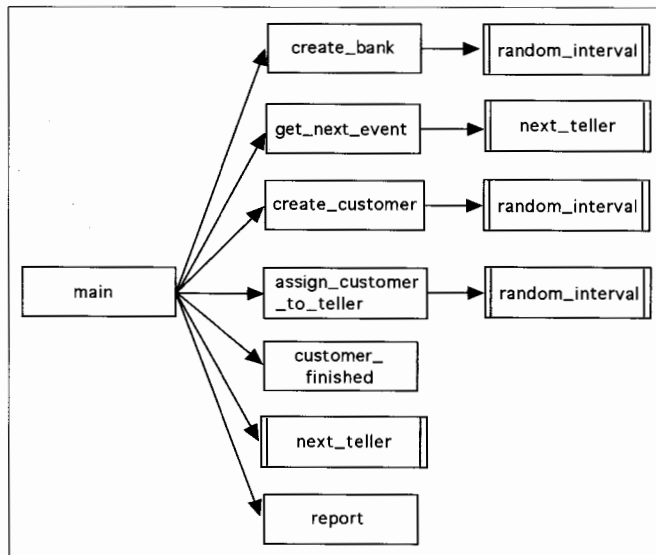 create_bank
random_interval
get_next_event
next_teller
create_customer
random_interval
main
assign_customer
_to_teller
random_interval
customer_
finished
next_teller
report